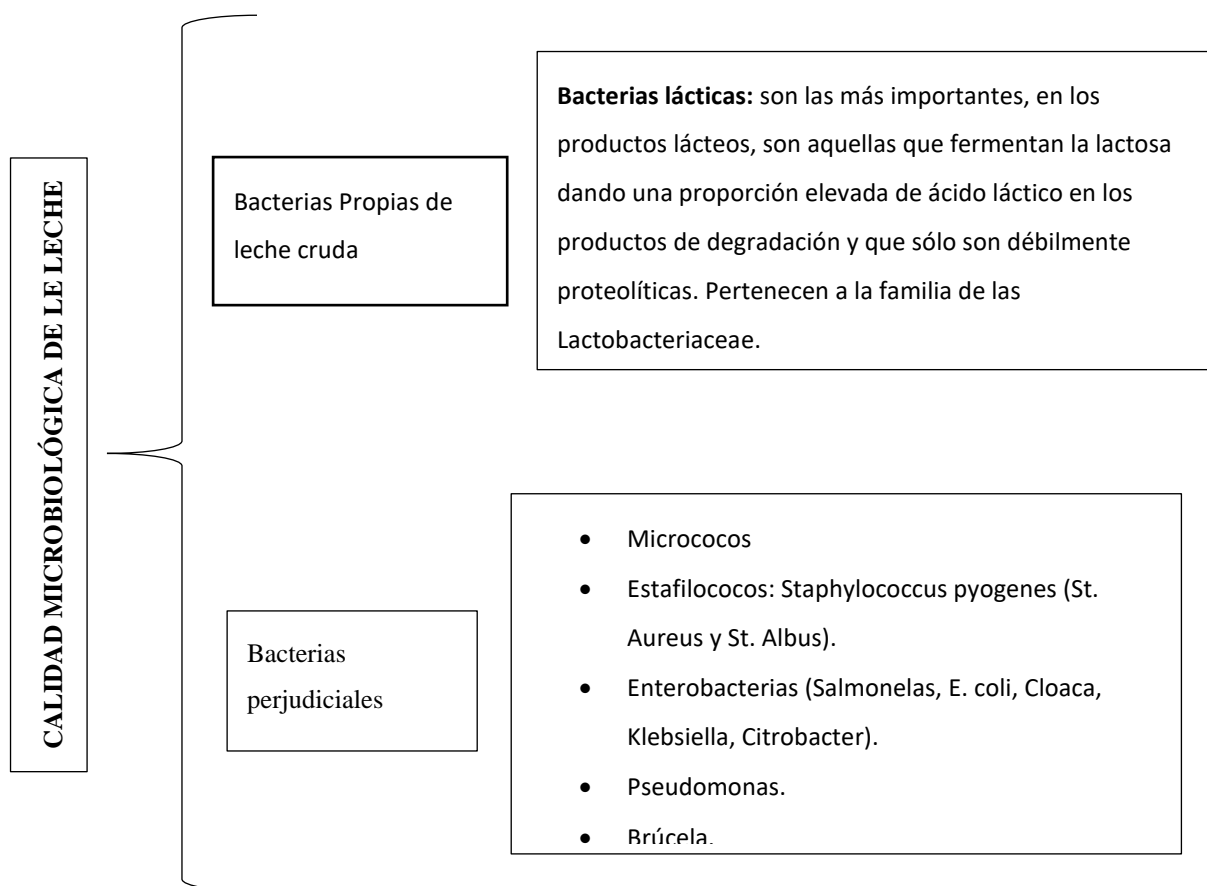 CALIDAD MICROBIOLÓGICA DE LECHE
Bacterias Propias de
leche cruda
Bacterias lácticas: son las más importantes, en los
productos lácteos, son aquellas que fermentan la lactosa
dando una proporción elevada de ácido láctico en los
productos de degradación y que sólo son débilmente
proteolíticas. Pertenecen a la familia de las
Lactobacteriaceae.
Bacterias
perjudiciales
• Micrococos
• Estafilococos: Staphylococcus pyogenes (St.
Aureus y St. Albus).
• Enterobacterias (Salmonelas, E. coli, Cloaca,
Klebsiella, Citrobacter).
• Pseudomonas.
• Brúcela.